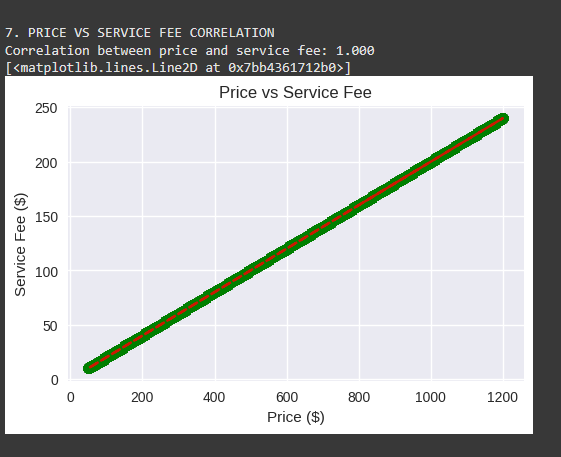 7. PRICE VS SERVICE FEE CORRELATION
Correlation between price and service fee: 1.000
[<matplotlib.lines.Line2D at 0x7bb4361712b0>]
Price vs Service Fee
Service Fee ($)
250
200
150
100
50
0
0 200 400 600 800 1000 1200
Price ($)